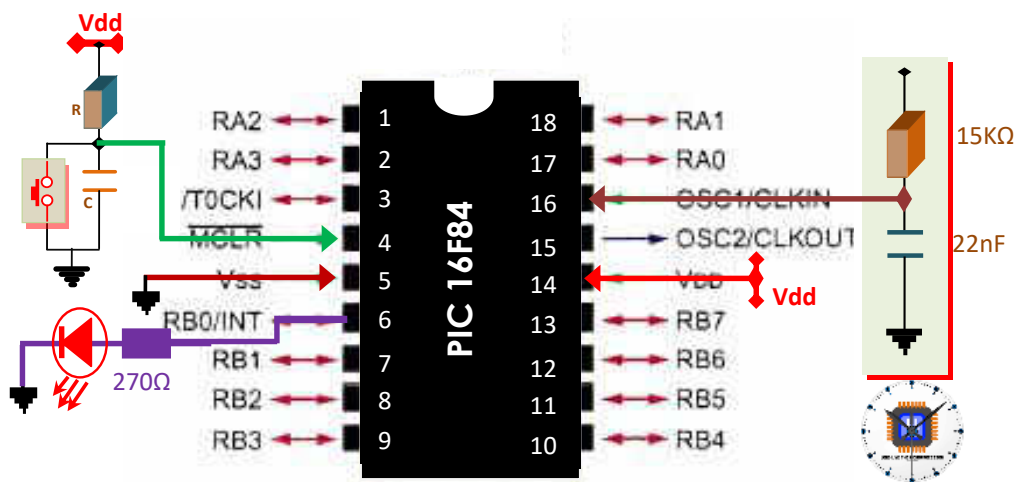 Vdd
R
C
RA2
RA3
/T0CKI
MCLR
Vss
RB0/INT
RB1
RB2
RB3
270Ω
1
2
3
4
5
6
7
8
9
PIC 16F84
18
17
16
15
14
13
12
11
10
RA1
RA0
OSC1/CLKIN
OSC2/CLKOUT
VDD
Vdd
RB7
RB6
RB5
RB4
15KΩ
22nF